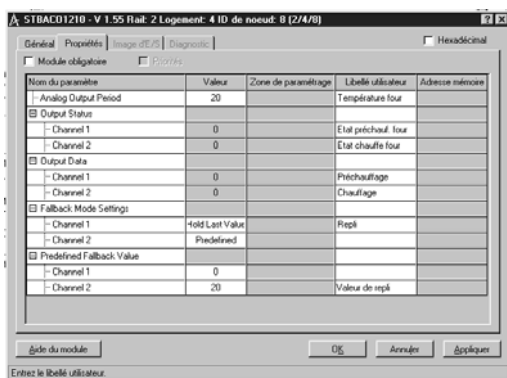 STBACO1210 - V 1.55 Rail: 2 Logement: 4 ID de noeud: 8 (2/4/8)
Général Propriétés Image d'E/S Diagnostic Hexadécimal
Module obligatoire Priorités
Nom du paramètre Valeur Zone de paramétrage Libellé utilisateur Adresse mémoire
Analog Output Period 20 Température four
Output Status
Channel 1 0 Etat préchauf. four
Channel 2 0 Etat chauffe four
Output Data
Channel 1 0 Préchauffage
Channel 2 0 Chauffage
Fallback Mode Settings
Channel 1 Hold Last Value Repli
Channel 2 Predefined
Predefined Fallback Value
Channel 1 0
Channel 2 20 Valeur de repli
Aide du module OK Annuler Appliquer
Entrez le libellé utilisateur.